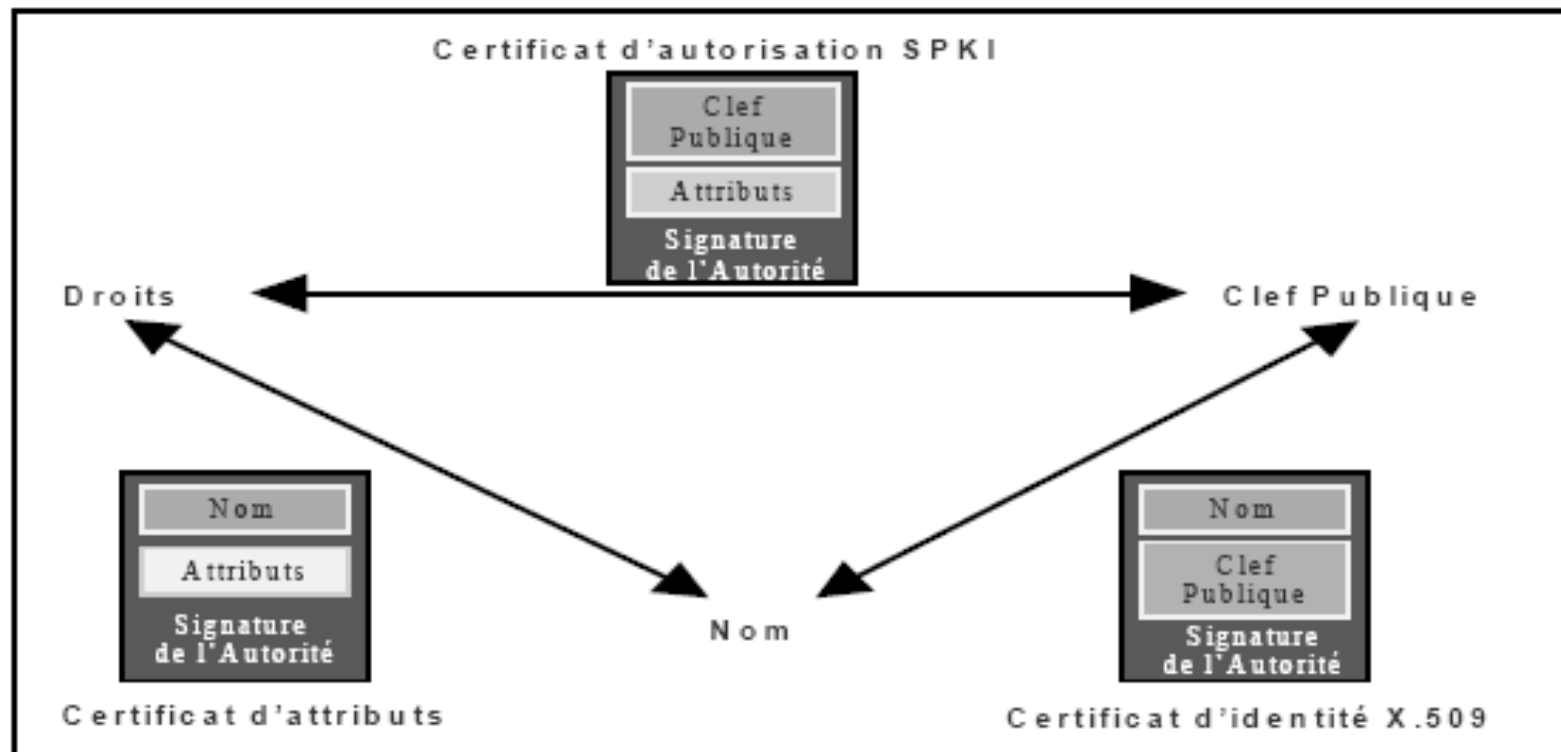 Certificat d'autorisation SPKI
Clef
Publique
Attributs
Signature
de l'Autorité
Droits
Clef Publique
Nom
Attributs
Signature
de l'Autorité
Certificat d'attributs
Nom
Nom
Clef
Publique
Signature
de l'Autorité
Certificat d'identité X.509